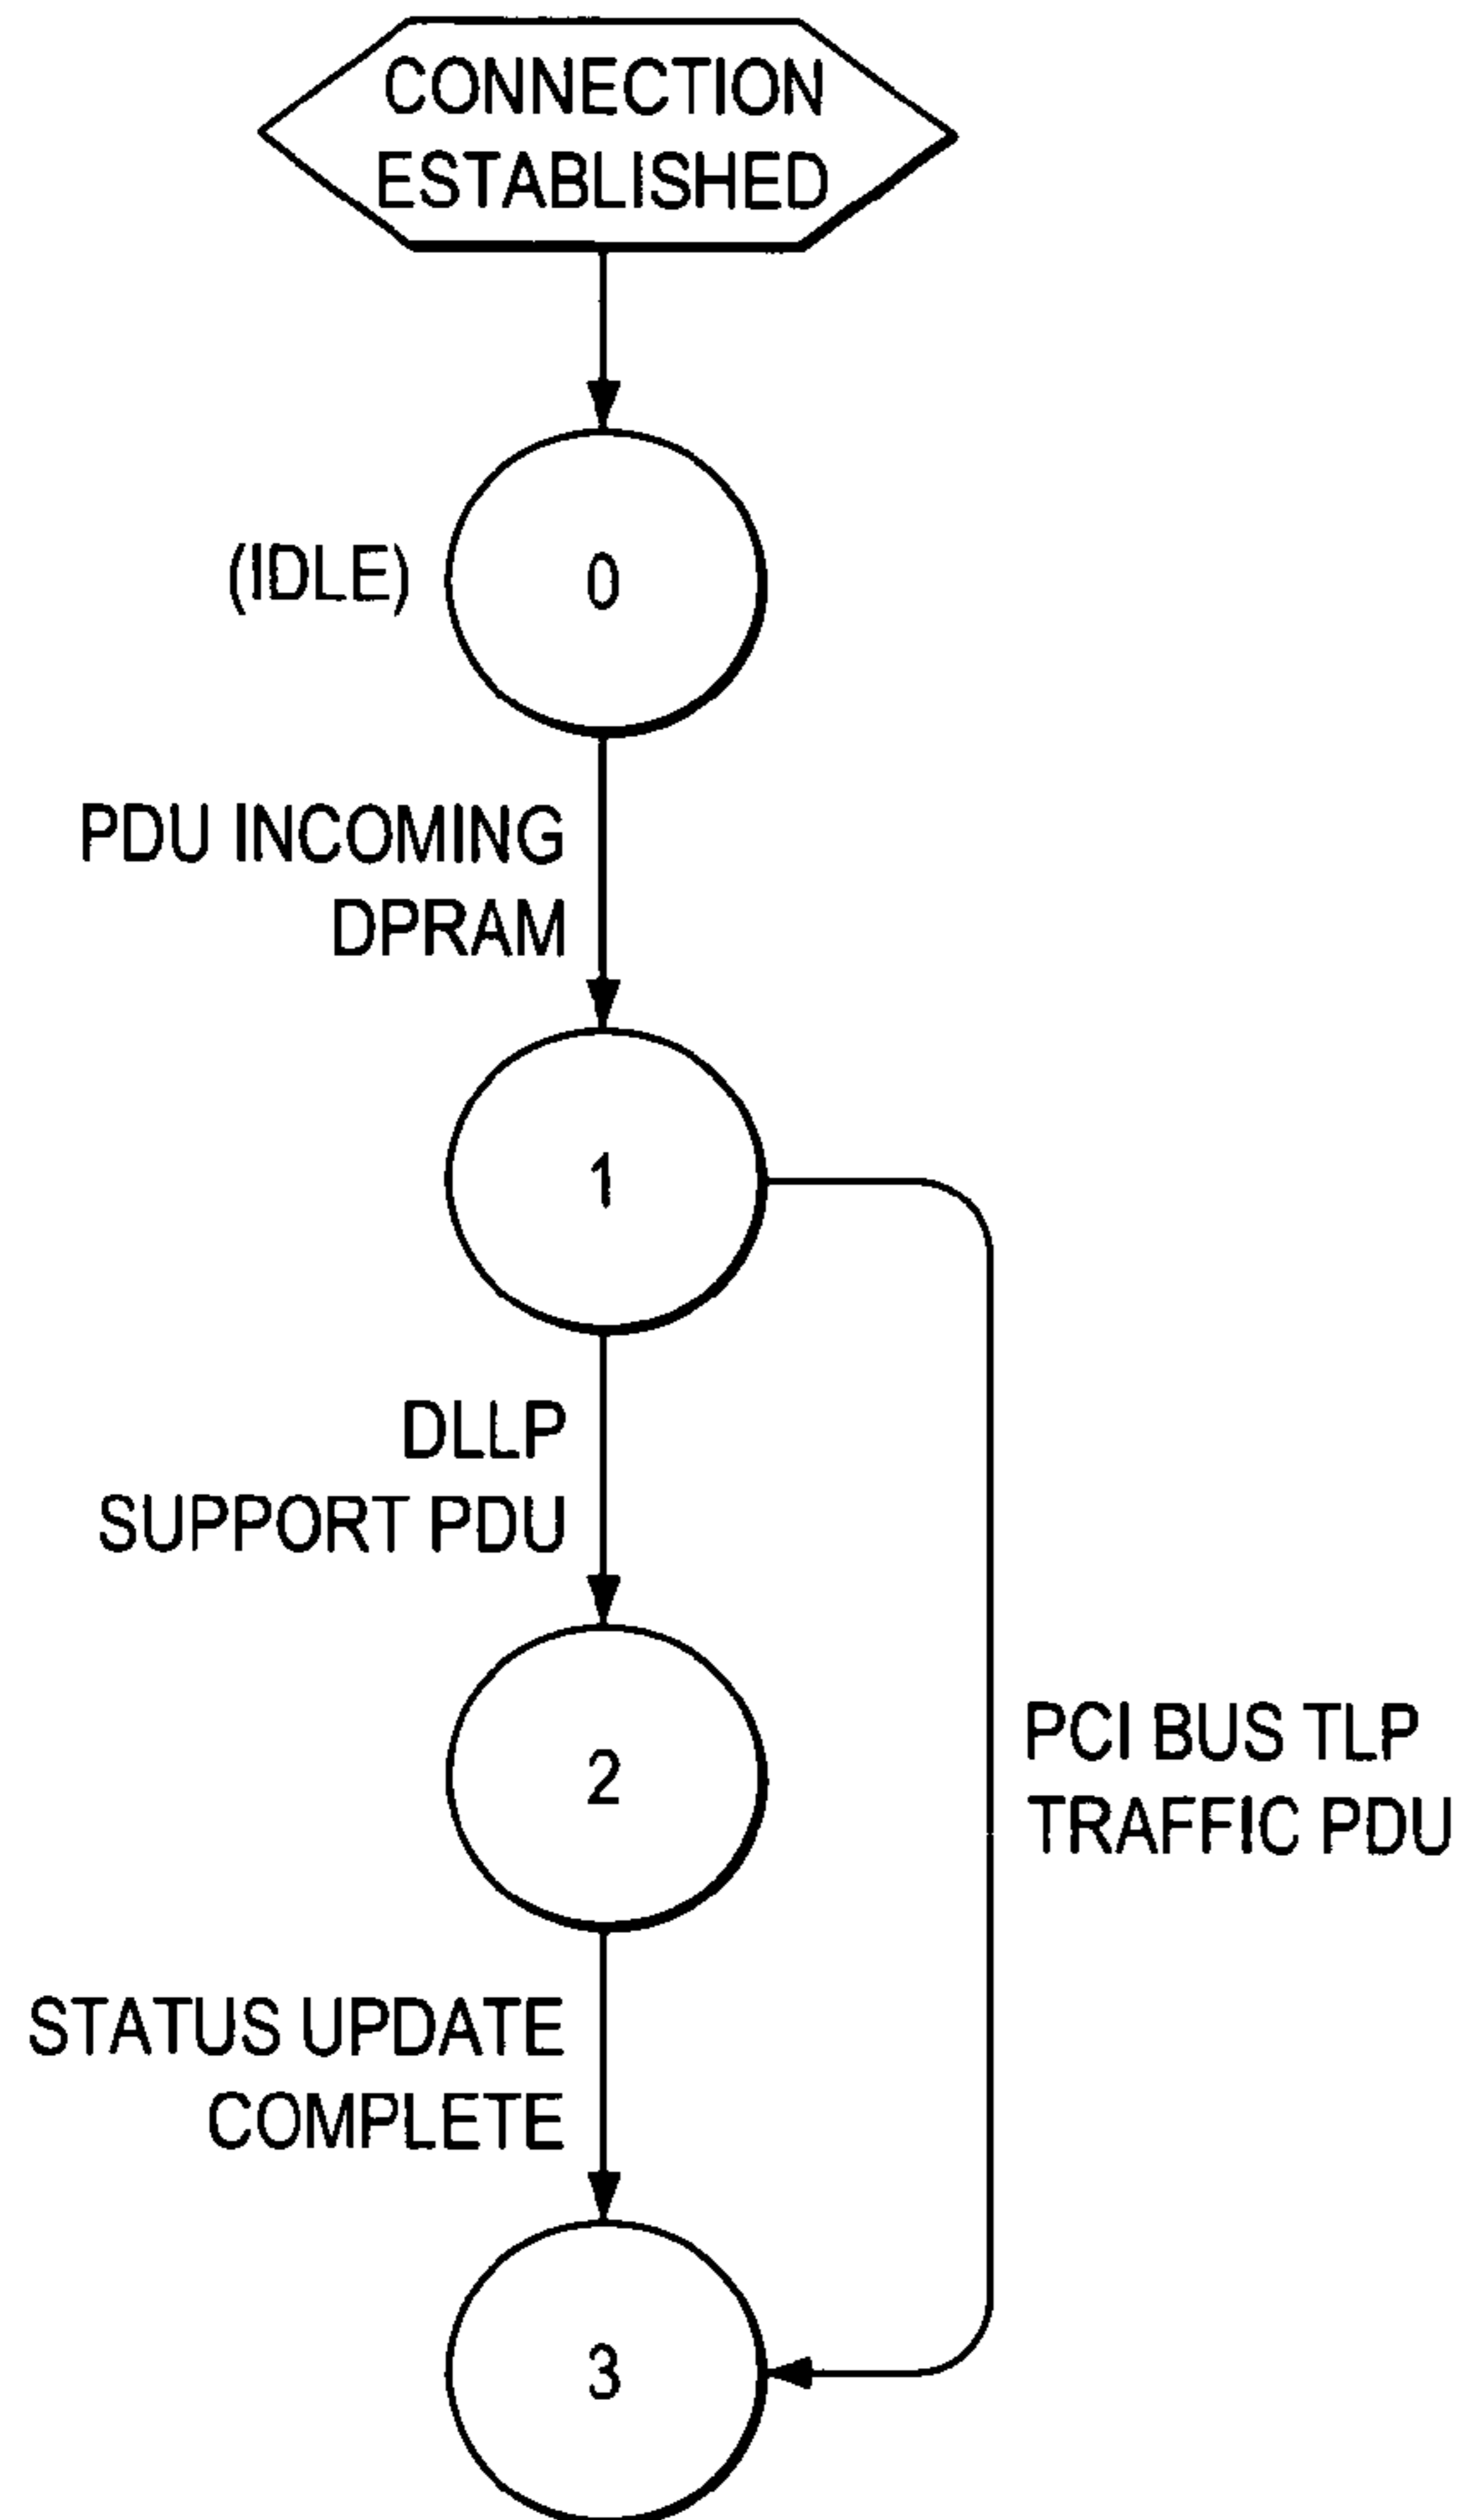 CONNECTION
ESTABLISHED
(IDLE)
0
PDU INCOMING
DPRAM
1
DLLP
SUPPORT PDU
2
PCI BUS TLP
TRAFFIC PDU
STATUS UPDATE
COMPLETE
3